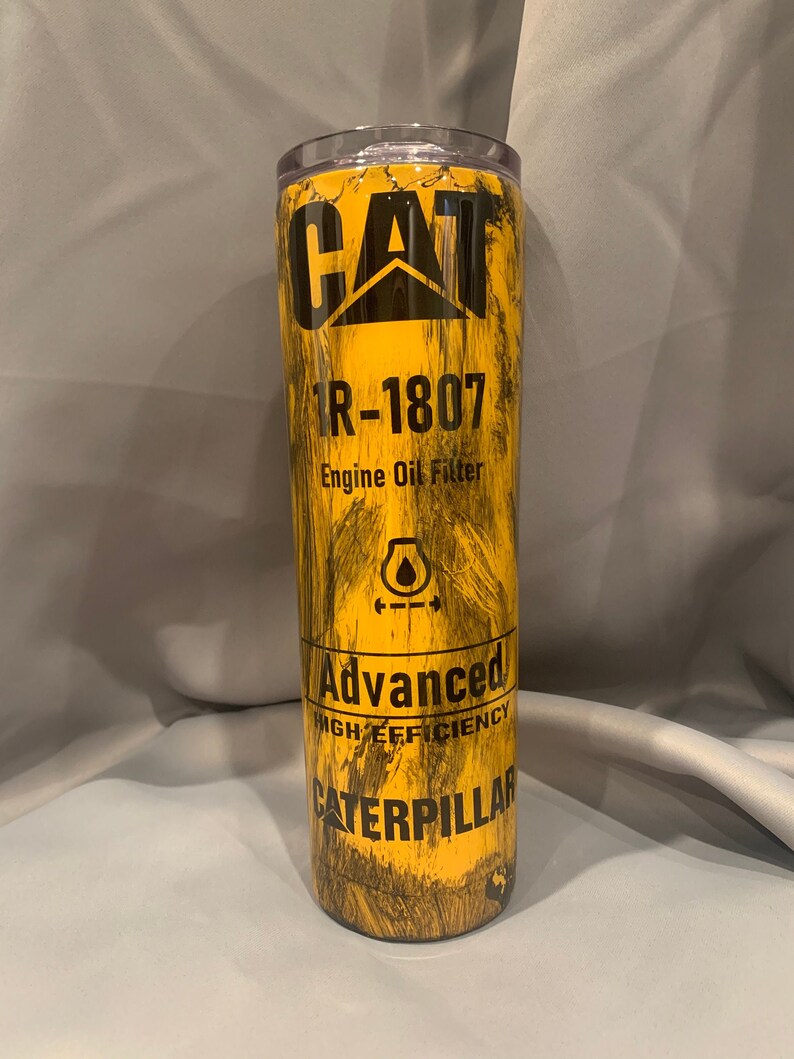 CAT
1R-1807
Engine Oil Filter
Advanced
HIGH EFFICIENCY
CATERPILLAR